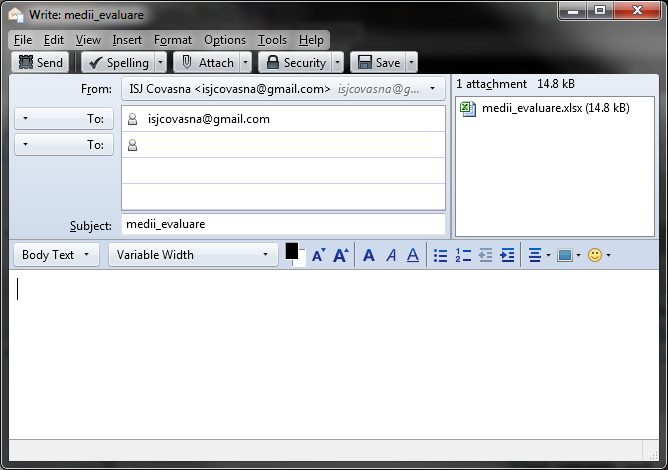 Write: medii_evaluare
File Edit View Insert Format Options Tools Help
Send Spelling Attach Security Save
From: ISJ Covasna <isjcovasna@gmail.com> isjcovasna@g...
To: isjcovasna@gmail.com
To:
Subject: medii_evaluare
1 attachment 14.8 kB
medii_evaluare.xlsx (14.8 kB)
Body Text Variable Width